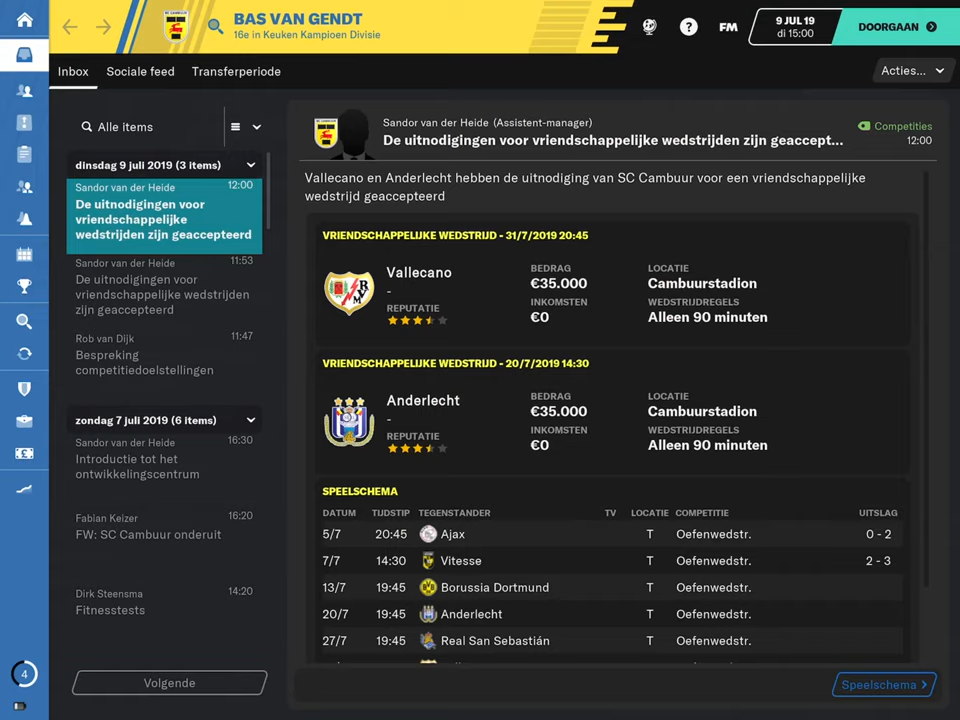 BAS VAN GENDT
16e in Keuken Kampioen Divisie
FM
9 JUL 19
di 15:00
DOORGAAN
Inbox
Sociale feed
Transferperiode
Acties...
Alle items
dinsdag 9 juli 2019 (3 items)
Sandor van der Heide 12:00
De uitnodigingen voor
vriendschappelijke
wedstrijden zijn geaccepteerd
Sandor van der Heide 11:53
De uitnodigingen voor
vriendschappelijke wedstrijden
zijn geaccepteerd
Rob van Dijk 11:47
Bespreking
competitiedoelstellingen
zondag 7 juli 2019 (6 items)
Sandor van der Heide 16:30
Introductie tot het
ontwikkelingscentrum
Fabian Keizer 16:20
FW: SC Cambuur onderuit
Dirk Steensma 14:20
Fitnesstests
Volgende
4
Sandor van der Heide (Assistent-manager)
De uitnodigingen voor vriendschappelijke wedstrijden zijn geaccept...
Competities
12:00
Vallecano en Anderlecht hebben de uitnodiging van SC Cambuur voor een vriendschappelijke
wedstrijd geaccepteerd
VRIENDSCHAPPELIJKE WEDSTRIJD - 31/7/2019 20:45
Vallecano
-
REPUTATIE
BEDRAG
€35.000
INKOMSTEN
€0
LOCATIE
Cambuurstadion
WEDSTRIJDREGELS
Alleen 90 minuten
VRIENDSCHAPPELIJKE WEDSTRIJD - 20/7/2019 14:30
Anderlecht
-
REPUTATIE
BEDRAG
€35.000
INKOMSTEN
€0
LOCATIE
Cambuurstadion
WEDSTRIJDREGELS
Alleen 90 minuten
SPEELSCHEMA
DATUM TIJDSTIP TEGENSTANDER TV LOCATIE COMPETITIE UITSLAG
5/7 20:45 Ajax T Oefenwedstr. 0 - 2
7/7 14:30 Vitesse T Oefenwedstr. 2 - 3
13/7 19:45 Borussia Dortmund T Oefenwedstr.
20/7 19:45 Anderlecht T Oefenwedstr.
27/7 19:45 Real San Sebastián T Oefenwedstr.
Speelschema